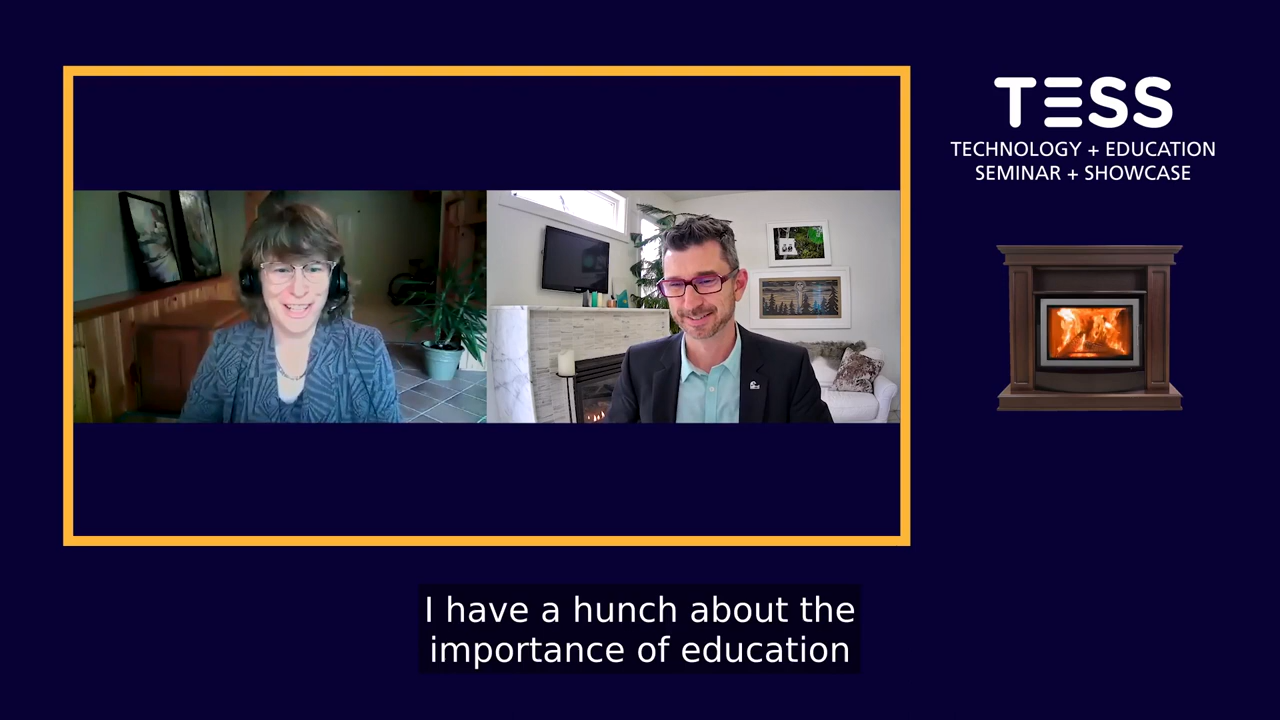 TESS
TECHNOLOGY + EDUCATION
SEMINAR + SHOWCASE
I have a hunch about the
importance of education